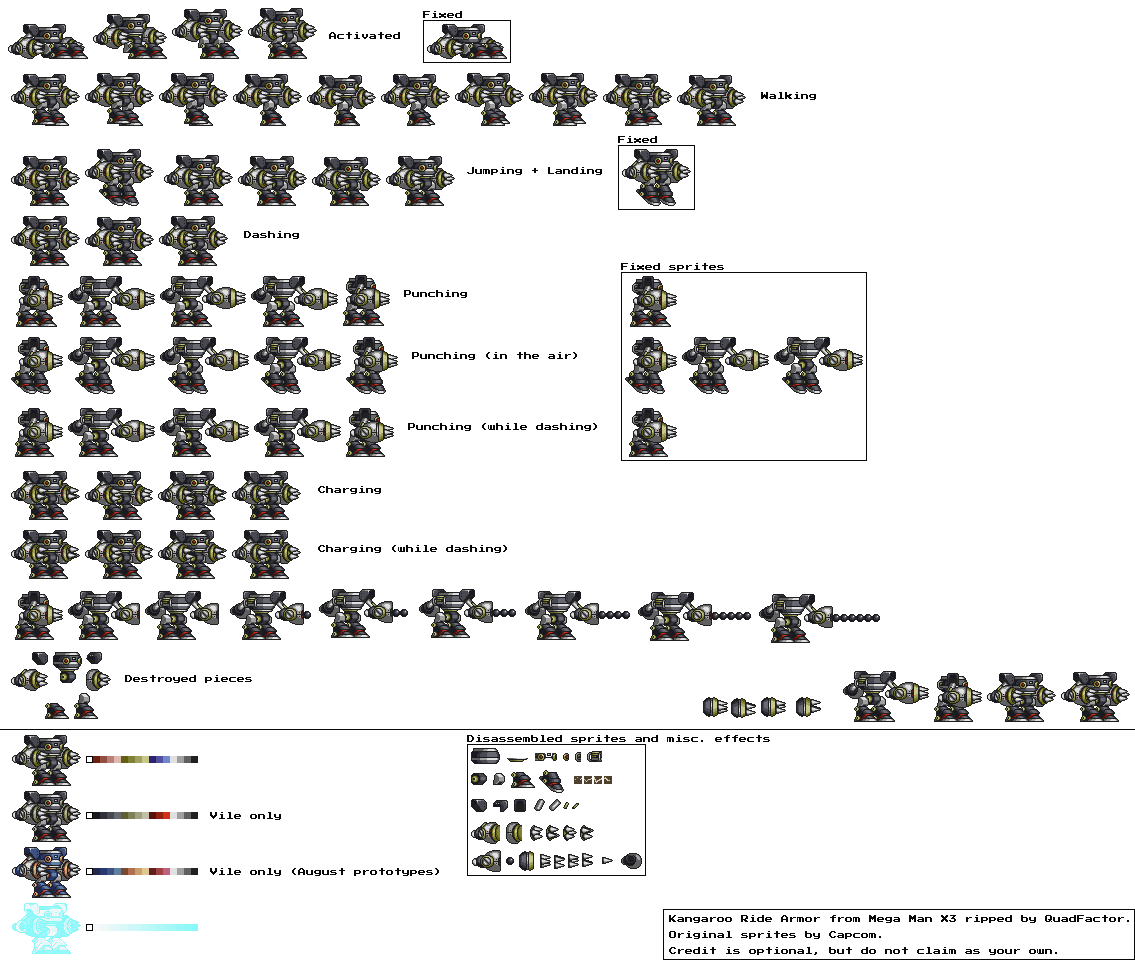 Fixed
Activated
Walking
Fixed
Jumping + Landing
Dashing
Fixed sprites
Punching
Punching (in the air)
Punching (while dashing)
Charging
Charging (while dashing)
Destroyed pieces
Disassembled sprites and misc. effects
Vile only
Vile only (August prototypes)
Kangaroo Ride Armor from Mega Man X3 ripped by QuadFactor.
Original sprites by Capcom.
Credit is optional, but do not claim as your own.